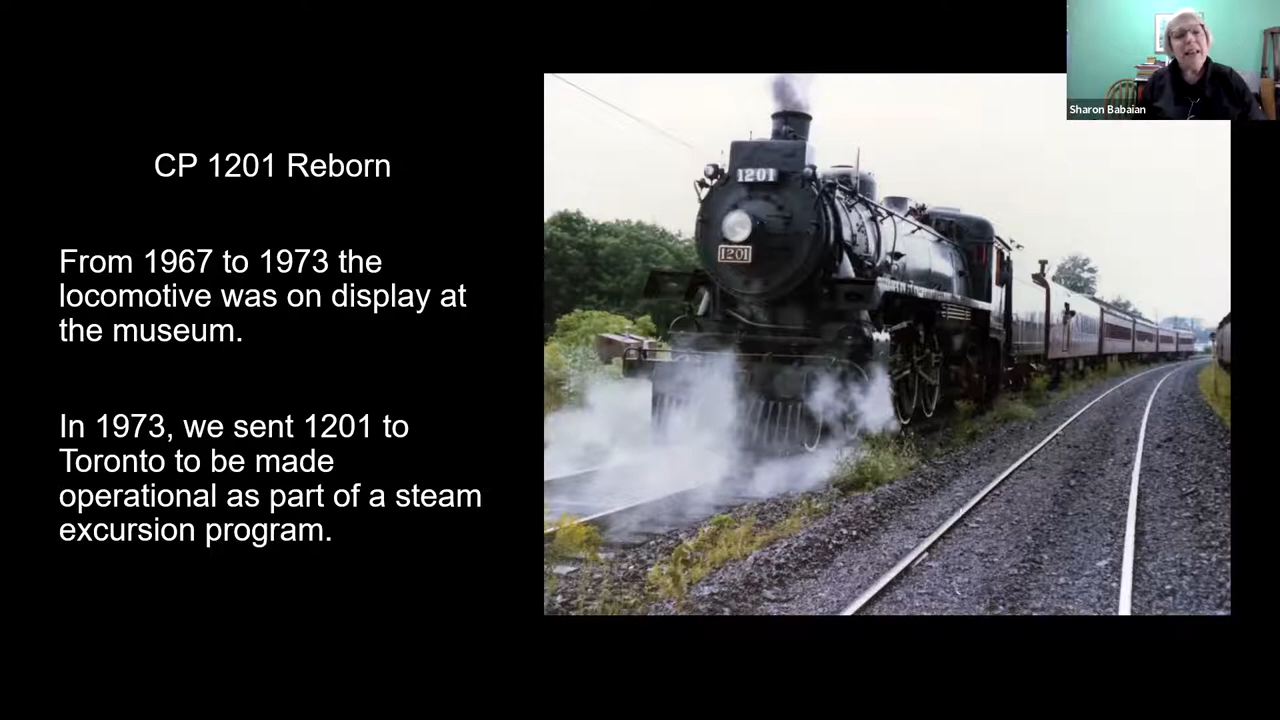 CP 1201 Reborn
From 1967 to 1973 the
locomotive was on display at
the museum.
In 1973, we sent 1201 to
Toronto to be made
operational as part of a steam
excursion program.
1201
1201
Sharon Babaian